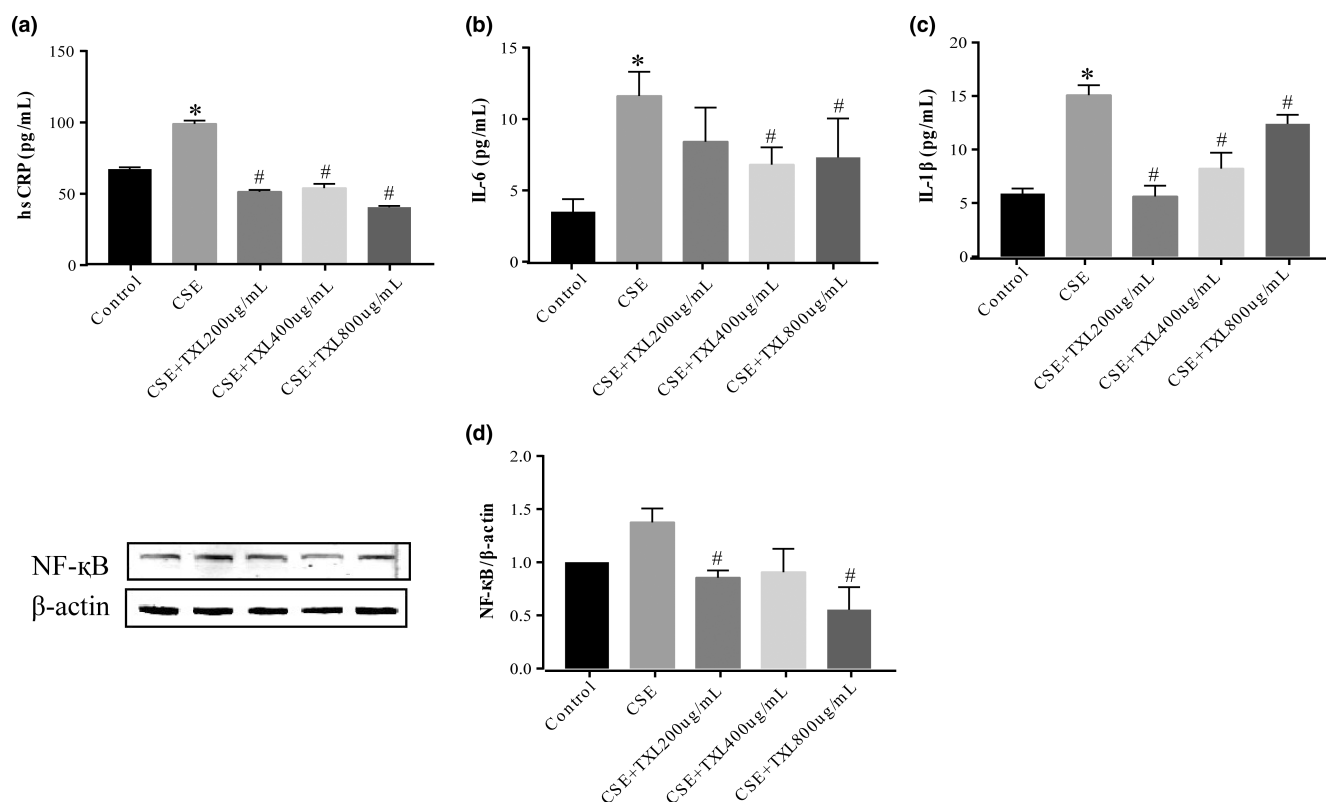 (a)
hs CRP (pg/mL)
150
100
50
0
*
#
#
#
Control
CSE
CSE+TXL200ug/mL
CSE+TXL400ug/mL
CSE+TXL800ug/mL
(b)
IL-6 (pg/mL)
15
10
5
0
*
#
#
Control
CSE
CSE+TXL200ug/mL
CSE+TXL400ug/mL
CSE+TXL800ug/mL
(c)
IL-1β (pg/mL)
20
15
10
5
0
*
#
#
#
Control
CSE
CSE+TXL200ug/mL
CSE+TXL400ug/mL
CSE+TXL800ug/mL
NF-κB
β-actin
(d)
NF-κB/β-actin
2.0
1.5
1.0
0.5
0.0
#
#
Control
CSE
CSE+TXL200ug/mL
CSE+TXL400ug/mL
CSE+TXL800ug/mL